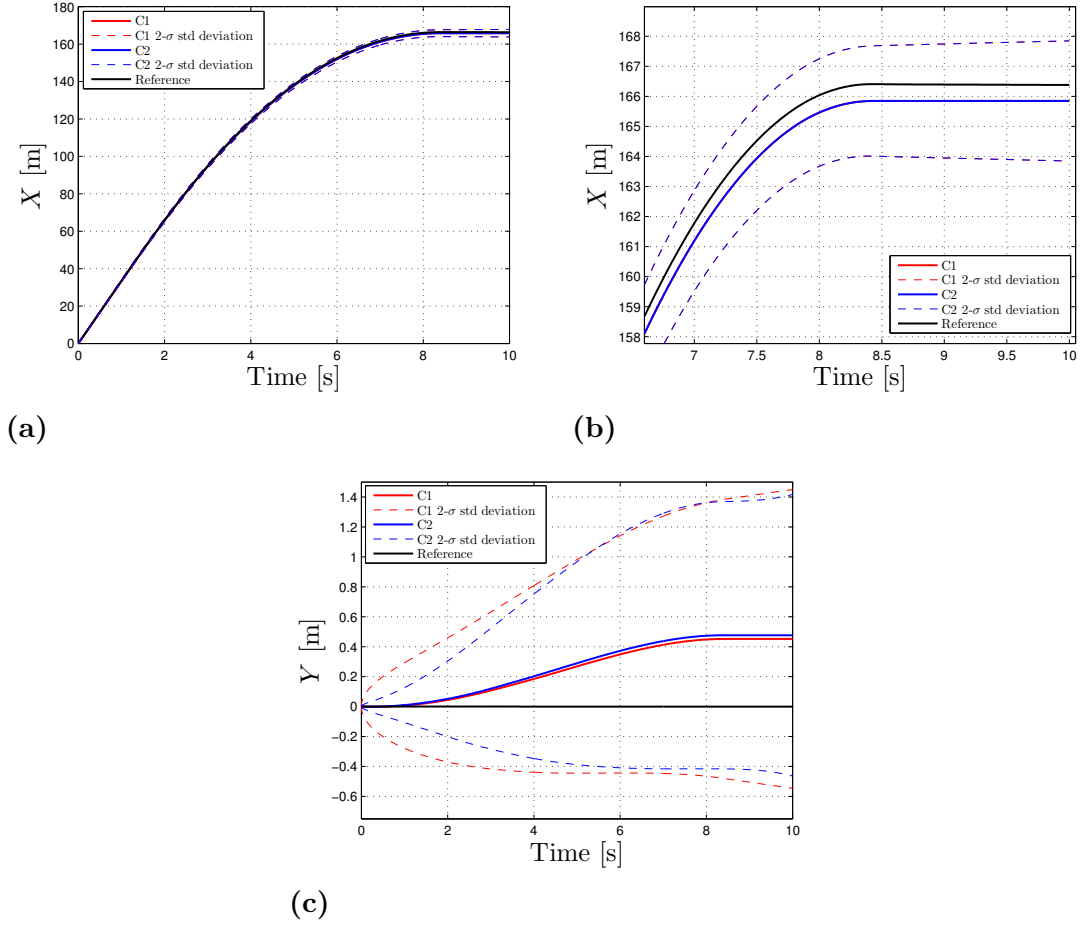 180
160
140
120
100
80
60
40
20
0
X [m]
0 2 4 6 8 10
Time [s]
C1
C1 2-σ std deviation
C2
C2 2-σ std deviation
Reference
(a)
168
167
166
165
164
163
162
161
160
159
158
X [m]
7 7.5 8 8.5 9 9.5 10
Time [s]
C1
C1 2-σ std deviation
C2
C2 2-σ std deviation
Reference
(b)
1.4
1.2
1
0.8
0.6
0.4
0.2
0
−0.2
−0.4
−0.6
Y [m]
0 2 4 6 8 10
Time [s]
C1
C1 2-σ std deviation
C2
C2 2-σ std deviation
Reference
(c)